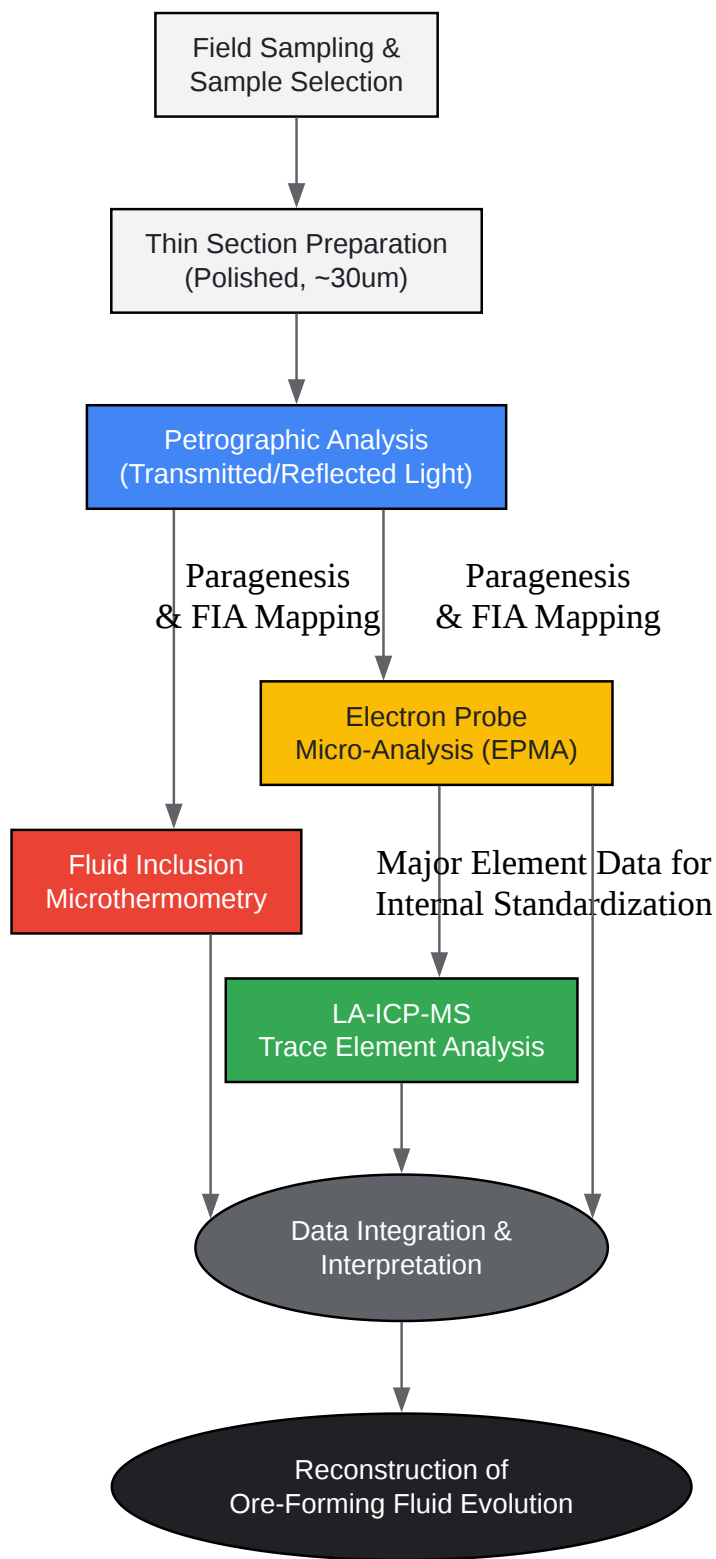 Field Sampling &
Sample Selection
Thin Section Preparation
(Polished, ~30um)
Petrographic Analysis
(Transmitted/Reflected Light)
Paragenesis
& FIA Mapping
Paragenesis
& FIA Mapping
Electron Probe
Micro-Analysis (EPMA)
Fluid Inclusion
Microthermometry
Major Element Data for
Internal Standardization
LA-ICP-MS
Trace Element Analysis
Data Integration &
Interpretation
Reconstruction of
Ore-Forming Fluid Evolution